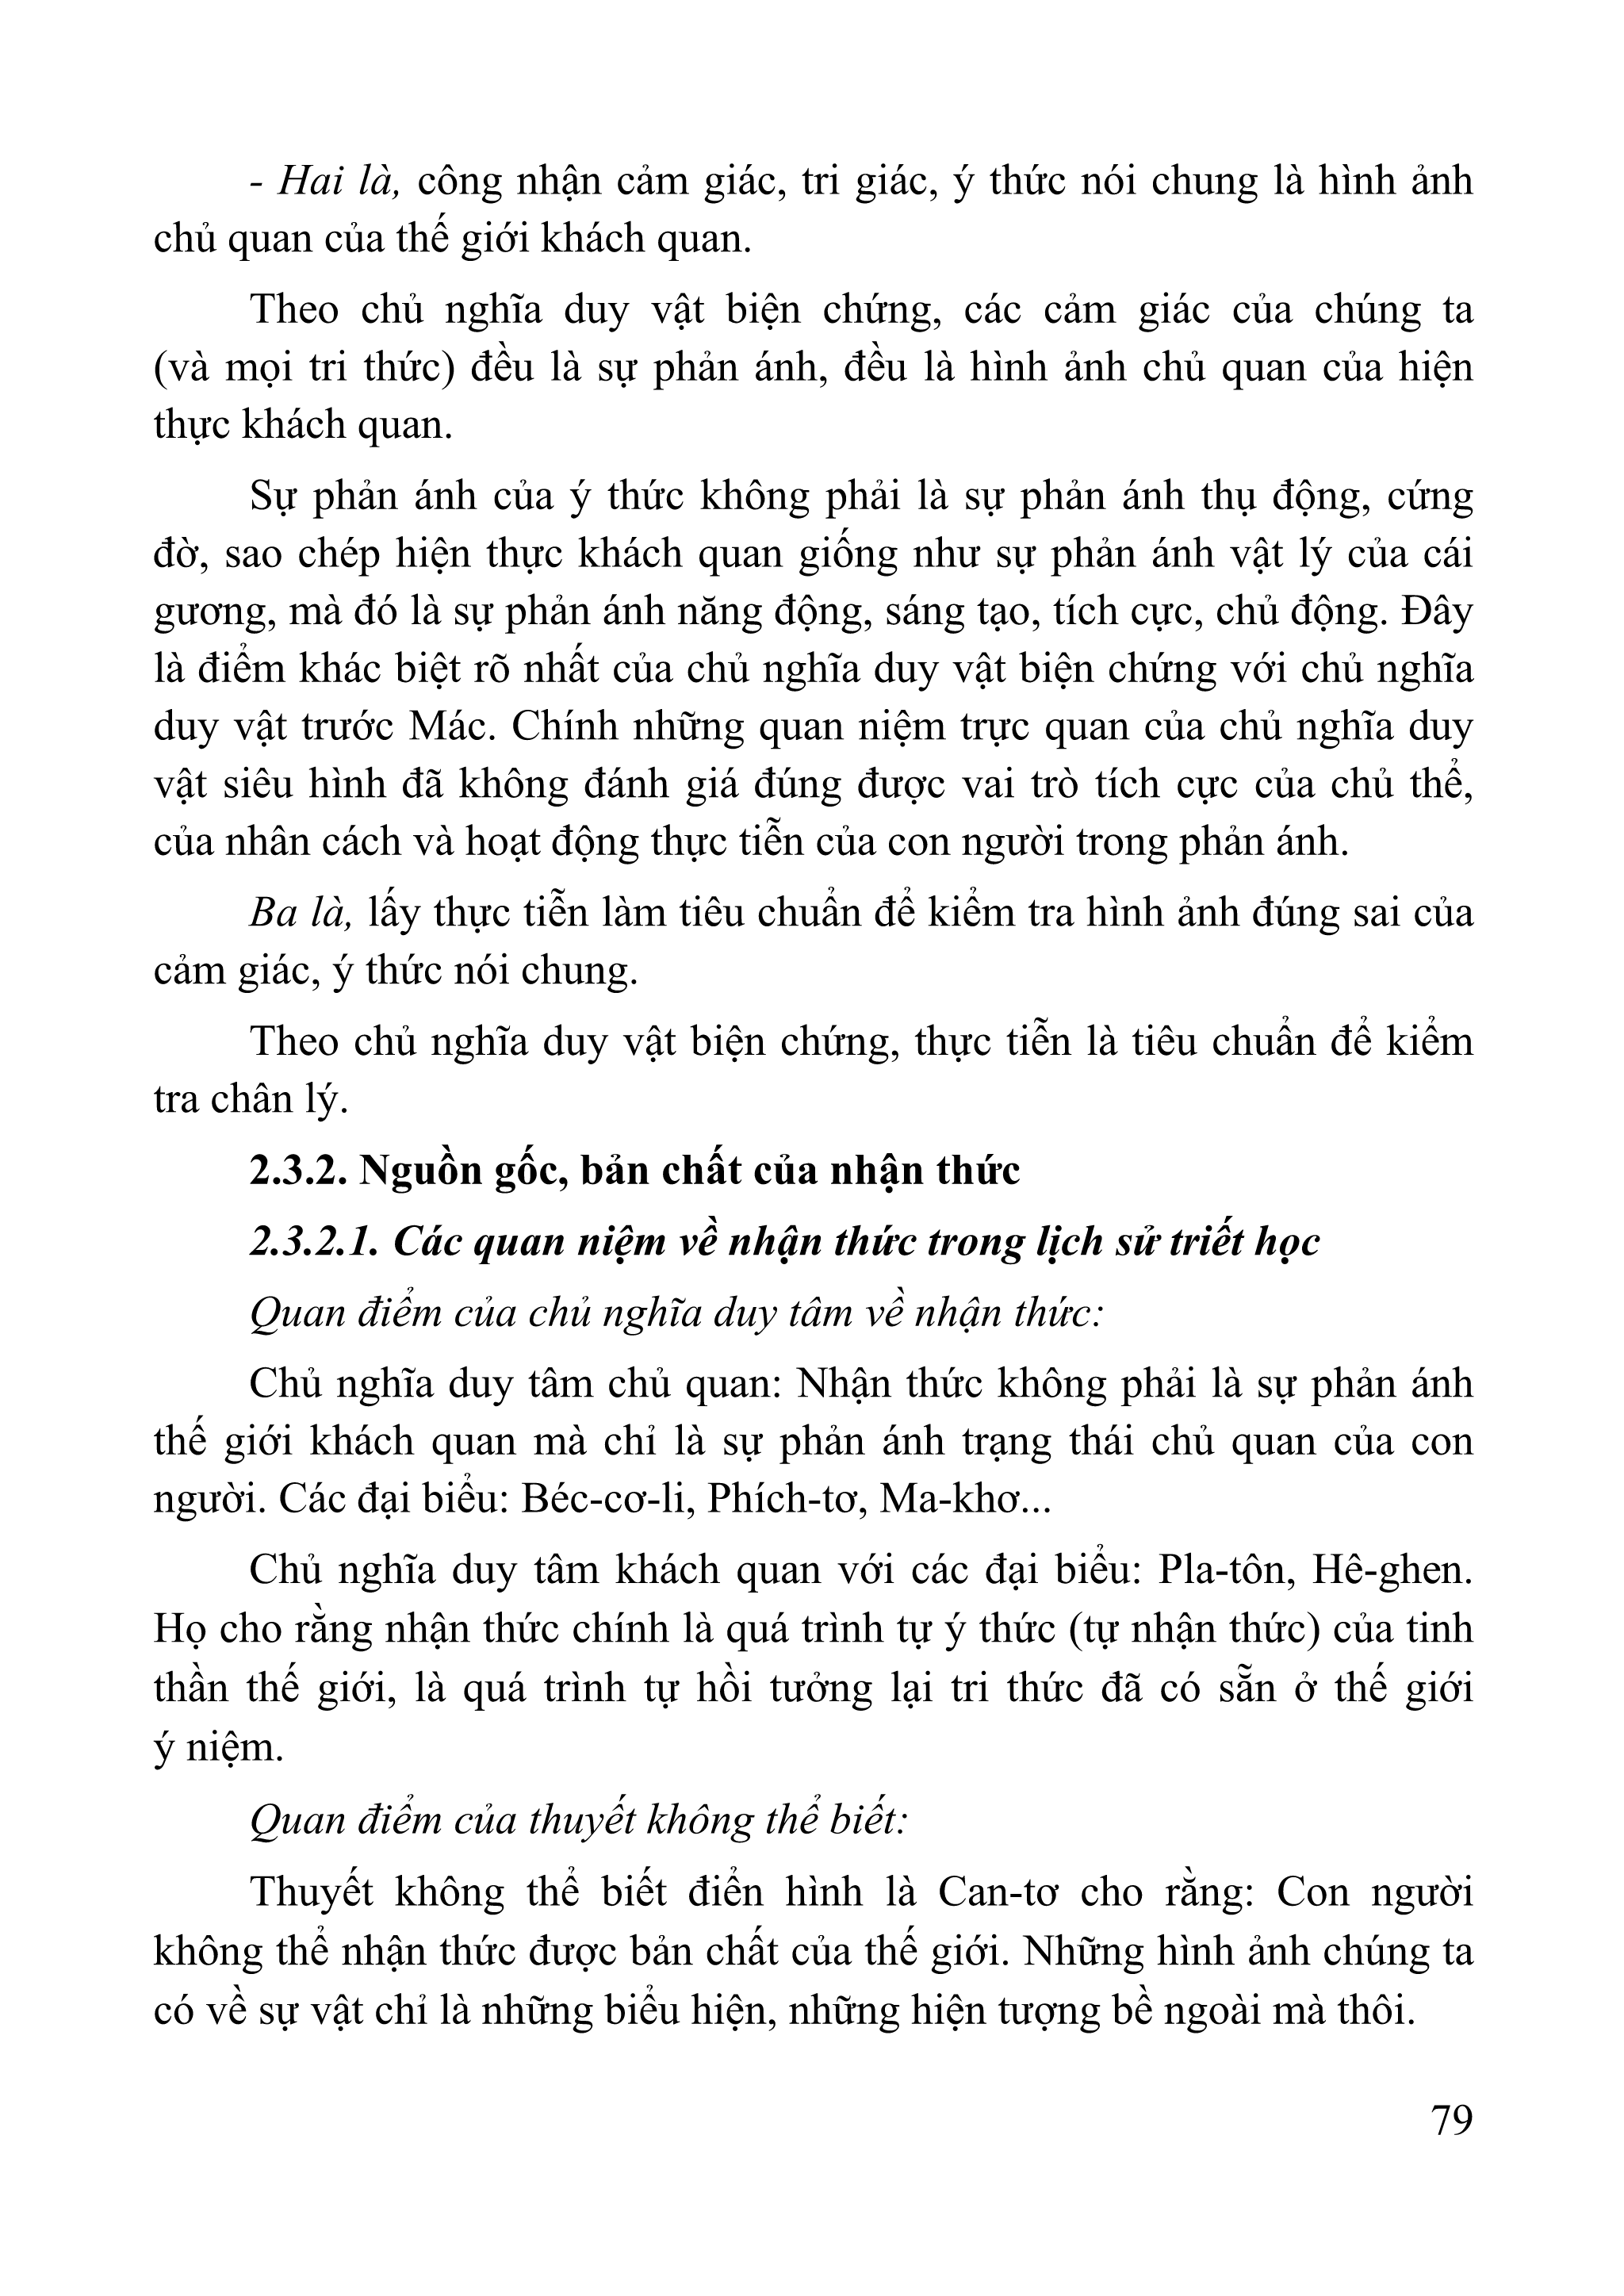 - Hai là, công nhận cảm giác, tri giác, ý thức nói chung là hình ảnh
chủ quan của thế giới khách quan.
Theo chủ nghĩa duy vật biện chứng, các cảm giác của chúng ta
(và mọi tri thức) đều là sự phản ánh, đều là hình ảnh chủ quan của hiện
thực khách quan.
Sự phản ánh của ý thức không phải là sự phản ánh thụ động, cứng
đờ, sao chép hiện thực khách quan giống như sự phản ánh vật lý của cái
gương, mà đó là sự phản ánh năng động, sáng tạo, tích cực, chủ động. Đây
là điểm khác biệt rõ nhất của chủ nghĩa duy vật biện chứng với chủ nghĩa
duy vật trước Mác. Chính những quan niệm trực quan của chủ nghĩa duy
vật siêu hình đã không đánh giá đúng được vai trò tích cực của chủ thể,
của nhân cách và hoạt động thực tiễn của con người trong phản ánh.
Ba là, lấy thực tiễn làm tiêu chuẩn để kiểm tra hình ảnh đúng sai của
cảm giác, ý thức nói chung.
Theo chủ nghĩa duy vật biện chứng, thực tiễn là tiêu chuẩn để kiểm
tra chân lý.
2.3.2. Nguồn gốc, bản chất của nhận thức
2.3.2.1. Các quan niệm về nhận thức trong lịch sử triết học
Quan điểm của chủ nghĩa duy tâm về nhận thức:
Chủ nghĩa duy tâm chủ quan: Nhận thức không phải là sự phản ánh
thế giới khách quan mà chỉ là sự phản ánh trạng thái chủ quan của con
người. Các đại biểu: Béc-cơ-li, Phích-tơ, Ma-khơ...
Chủ nghĩa duy tâm khách quan với các đại biểu: Pla-tôn, Hê-ghen.
Họ cho rằng nhận thức chính là quá trình tự ý thức (tự nhận thức) của tinh
thần thế giới, là quá trình tự hồi tưởng lại tri thức đã có sẵn ở thế giới
ý niệm.
Quan điểm của thuyết không thể biết:
Thuyết không thể biết điển hình là Can-tơ cho rằng: Con người
không thể nhận thức được bản chất của thế giới. Những hình ảnh chúng ta
có về sự vật chỉ là những biểu hiện, những hiện tượng bề ngoài mà thôi.
79